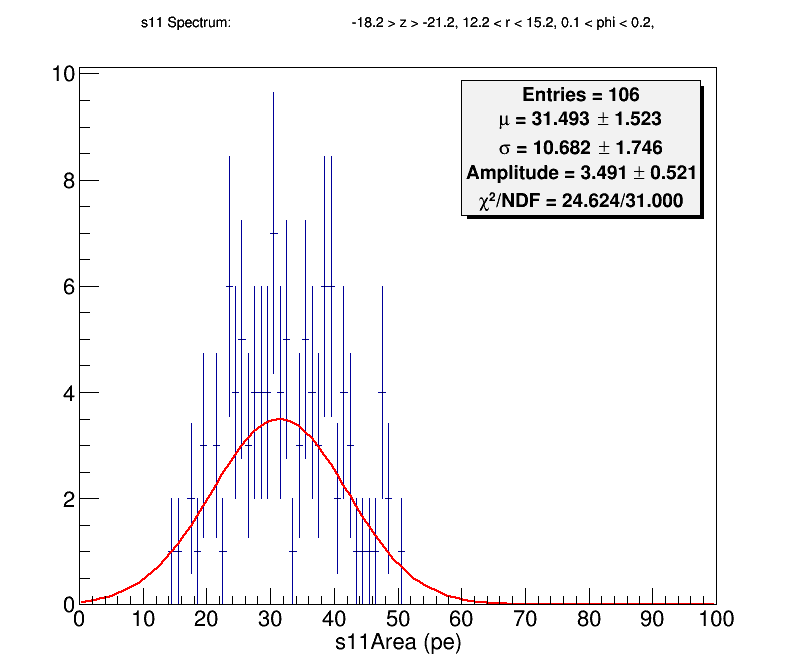 s11 Spectrum: -18.2 > z > -21.2, 12.2 < r < 15.2, 0.1 < phi < 0.2,
Entries = 106
μ = 31.493 ± 1.523
σ = 10.682 ± 1.746
Amplitude = 3.491 ± 0.521
χ²/NDF = 24.624/31.000
10
8
6
4
2
0
0 10 20 30 40 50 60 70 80 90 100
s11Area (pe)